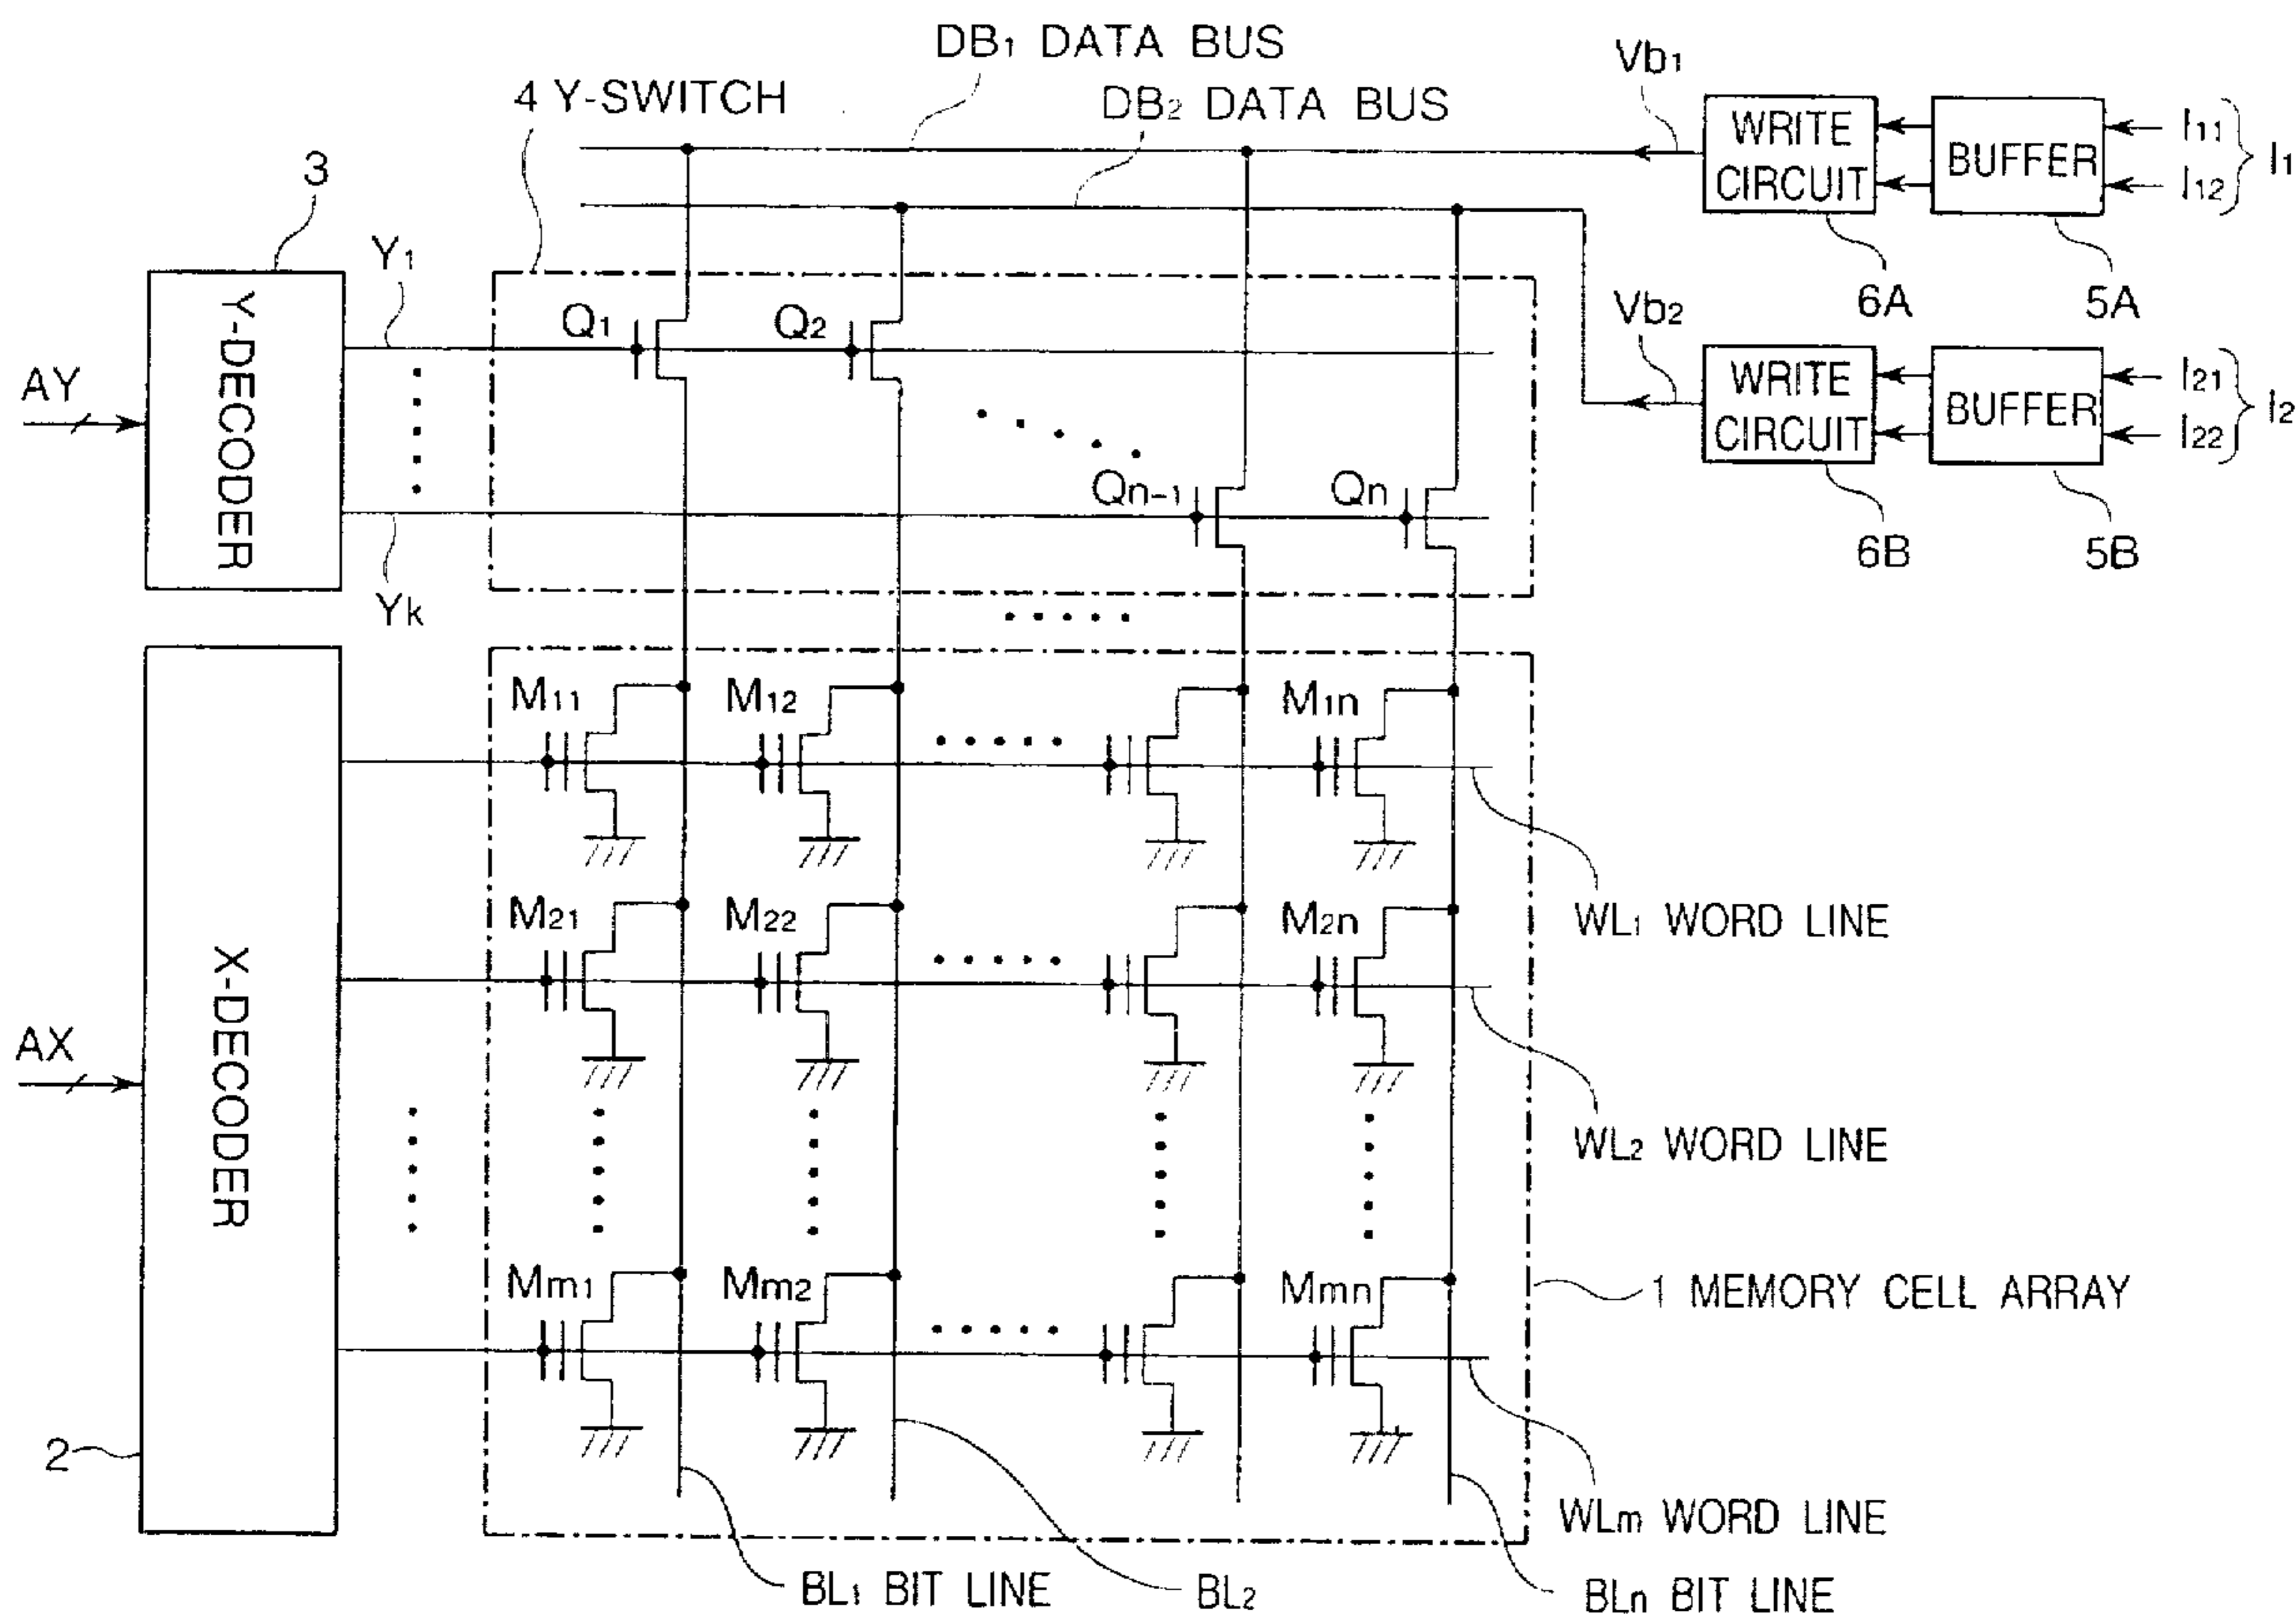 DB1 DATA BUS
Vb1
4 Y-SWITCH
DB2 DATA BUS
WRITE CIRCUIT
BUFFER
I11
I12
I1
3
Y1
6A
5A
Q1
Q2
Vb2
Y-DECODER
AY
WRITE CIRCUIT
BUFFER
I21
I22
I2
Qn-1
Qn
6B
5B
Yk
M11
M12
M1n
WL1 WORD LINE
M21
M22
M2n
X-DECODER
AX
WL2 WORD LINE
Mm1
Mm2
Mmn
1 MEMORY CELL ARRAY
2
WLm WORD LINE
BL1 BIT LINE
BL2
BLn BIT LINE